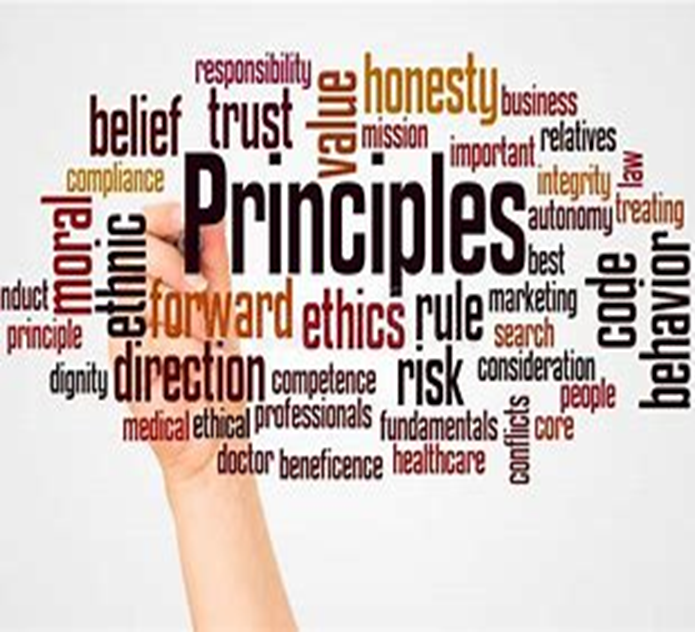 responsibility
value
honesty
belief
trust
business
mission
important
relatives
compliance
Principles
integrity
law
autonomy
treating
moral
ethnic
best
code
behavior
nduct
forward
ethics
rule
marketing
principle
search
dignity
direction
competence
risk
consideration
people
medical
ethical
professionals
fundamentals
conflicts
core
doctor
beneficence
healthcare